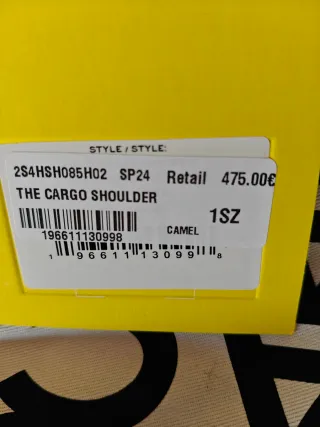 STYLE / STYLE:
2S4HSH085H02 SP24 Retail 475.00€
THE CARGO SHOULDER
1SZ
196611130998 CAMEL
1 96611 13099 8